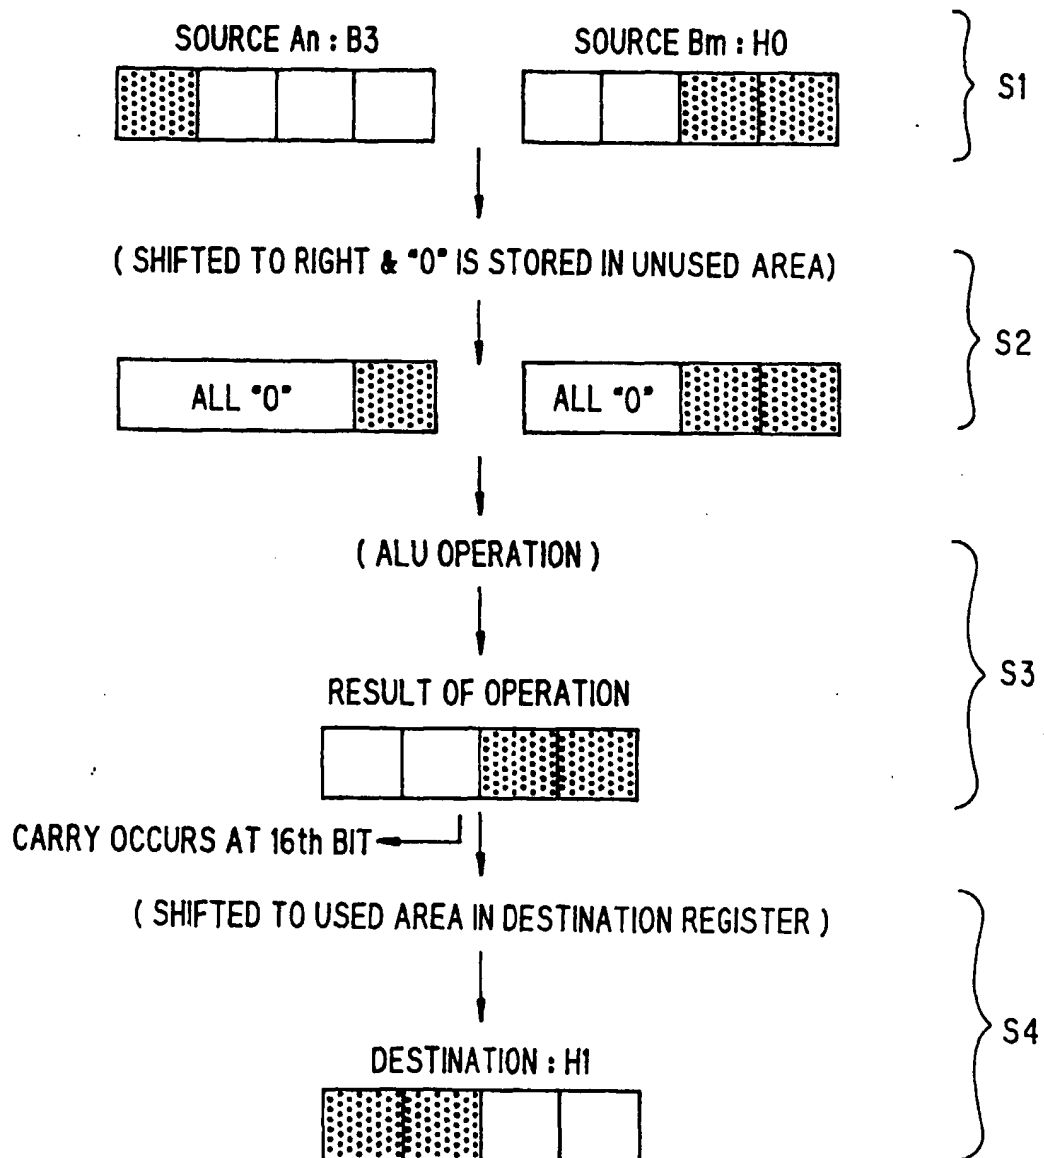 SOURCE An : B3
SOURCE Bm : H0
S1
( SHIFTED TO RIGHT & "0" IS STORED IN UNUSED AREA)
S2
ALL "0"
ALL "0"
( ALU OPERATION )
S3
RESULT OF OPERATION
CARRY OCCURS AT 16th BIT
( SHIFTED TO USED AREA IN DESTINATION REGISTER )
S4
DESTINATION : H1